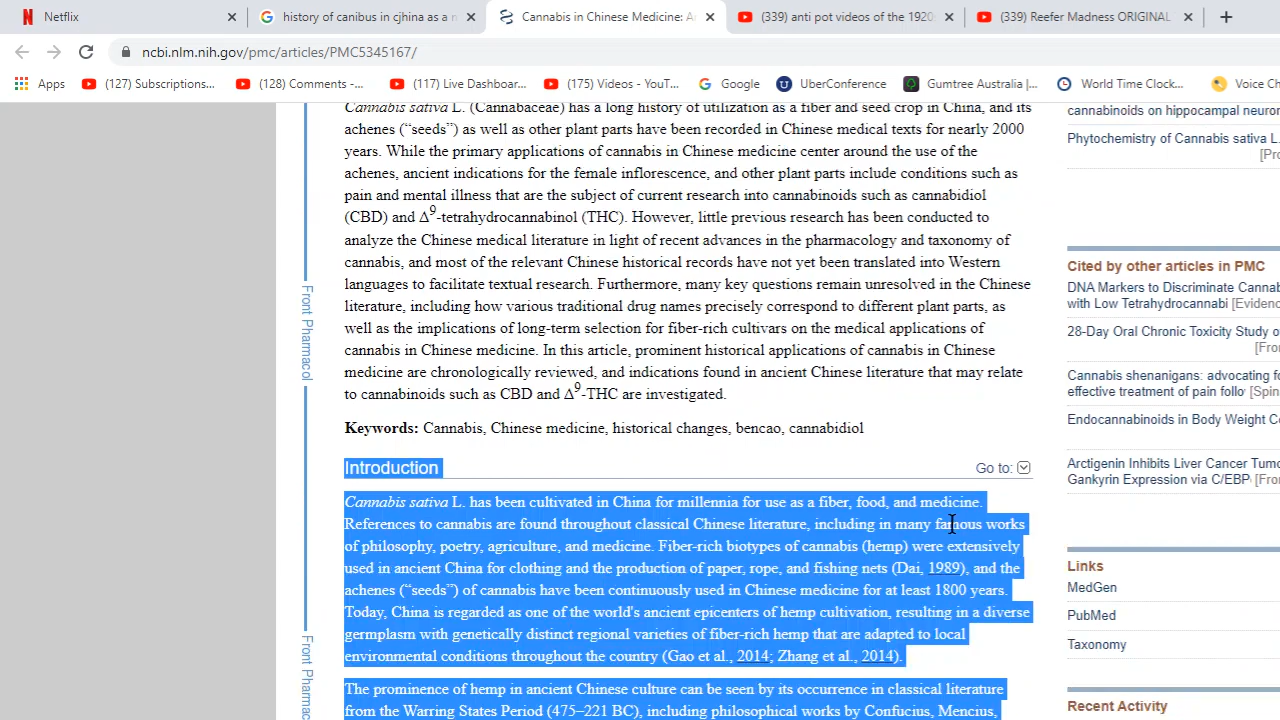 Netflix
history of canibus in cjhina as a n
Cannabis in Chinese Medicine: A
(339) anti pot videos of the 1920
(339) Reefer Madness ORIGINAL
ncbi.nlm.nih.gov/pmc/articles/PMC5345167/
Apps
(127) Subscriptions...
(128) Comments -...
(117) Live Dashboar...
(175) Videos - YouT...
Google
UberConference
Gumtree Australia |...
World Time Clock...
Voice Ch
Cannabis sativa L. (Cannabaceae) has a long history of utilization as a fiber and seed crop in China, and its
achenes (“seeds”) as well as other plant parts have been recorded in Chinese medical texts for nearly 2000
years. While the primary applications of cannabis in Chinese medicine center around the use of the
achenes, ancient indications for the female inflorescence, and other plant parts include conditions such as
pain and mental illness that are the subject of current research into cannabinoids such as cannabidiol
(CBD) and Δ9-tetrahydrocannabinol (THC). However, little previous research has been conducted to
analyze the Chinese medical literature in light of recent advances in the pharmacology and taxonomy of
cannabis, and most of the relevant Chinese historical records have not yet been translated into Western
languages to facilitate textual research. Furthermore, many key questions remain unresolved in the Chinese
literature, including how various traditional drug names precisely correspond to different plant parts, as
well as the implications of long-term selection for fiber-rich cultivars on the medical applications of
cannabis in Chinese medicine. In this article, prominent historical applications of cannabis in Chinese
medicine are chronologically reviewed, and indications found in ancient Chinese literature that may relate
to cannabinoids such as CBD and Δ9-THC are investigated.
Keywords: Cannabis, Chinese medicine, historical changes, bencao, cannabidiol
Introduction
Go to:
Cannabis sativa L. has been cultivated in China for millennia for use as a fiber, food, and medicine.
References to cannabis are found throughout classical Chinese literature, including in many famous works
of philosophy, poetry, agriculture, and medicine. Fiber-rich biotypes of cannabis (hemp) were extensively
used in ancient China for clothing and the production of paper, rope, and fishing nets (Dai, 1989), and the
achenes (“seeds”) of cannabis have been continuously used in Chinese medicine for at least 1800 years.
Today, China is regarded as one of the world's ancient epicenters of hemp cultivation, resulting in a diverse
germplasm with genetically distinct regional varieties of fiber-rich hemp that are adapted to local
environmental conditions throughout the country (Gao et al., 2014; Zhang et al., 2014).
The prominence of hemp in ancient Chinese culture can be seen by its occurrence in classical literature
from the Warring States Period (475–221 BC), including philosophical works by Confucius, Mencius,
Front Pharmacol
Front Pharmac
cannabinoids on hippocampal neuron
Phytochemistry of Cannabis sativa L.
[Pro
Cited by other articles in PMC
DNA Markers to Discriminate Cannab
with Low Tetrahydrocannabi [Evidenc
28-Day Oral Chronic Toxicity Study o
[Fron
Cannabis shenanigans: advocating fo
effective treatment of pain follo [Spin
Endocannabinoids in Body Weight Co
Arctigenin Inhibits Liver Cancer Tumo
Gankyrin Expression via C/EBP [Fron
Links
MedGen
PubMed
Taxonomy
Recent Activity